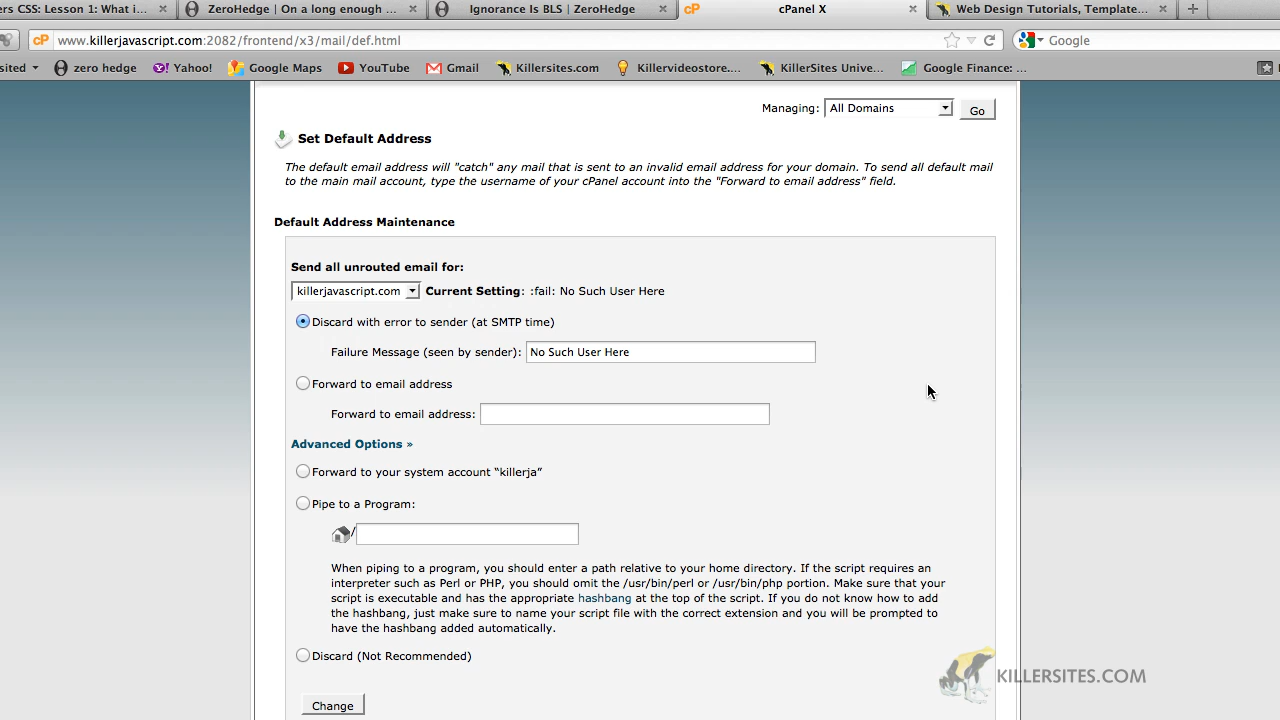 ers CSS: Lesson 1: What i... ZeroHedge | On a long enough ... Ignorance Is BLS | ZeroHedge cPanel X Web Design Tutorials, Template...
cP www.killerjavascript.com:2082/frontend/x3/mail/def.html Google
sited zero hedge Yahoo! Google Maps YouTube Gmail Killersites.com Killervideostore.... KillerSites Unive... Google Finance: ...
Managing: All Domains Go
Set Default Address
The default email address will "catch" any mail that is sent to an invalid email address for your domain. To send all default mail
to the main mail account, type the username of your cPanel account into the "Forward to email address" field.
Default Address Maintenance
Send all unrouted email for:
killerjavascript.com Current Setting: :fail: No Such User Here
Discard with error to sender (at SMTP time)
Failure Message (seen by sender): No Such User Here
Forward to email address
Forward to email address:
Advanced Options »
Forward to your system account “killerja”
Pipe to a Program:
/
When piping to a program, you should enter a path relative to your home directory. If the script requires an
interpreter such as Perl or PHP, you should omit the /usr/bin/perl or /usr/bin/php portion. Make sure that your
script is executable and has the appropriate hashbang at the top of the script. If you do not know how to add
the hashbang, just make sure to name your script file with the correct extension and you will be prompted to
have the hashbang added automatically.
Discard (Not Recommended)
KILLERSITES.COM
Change